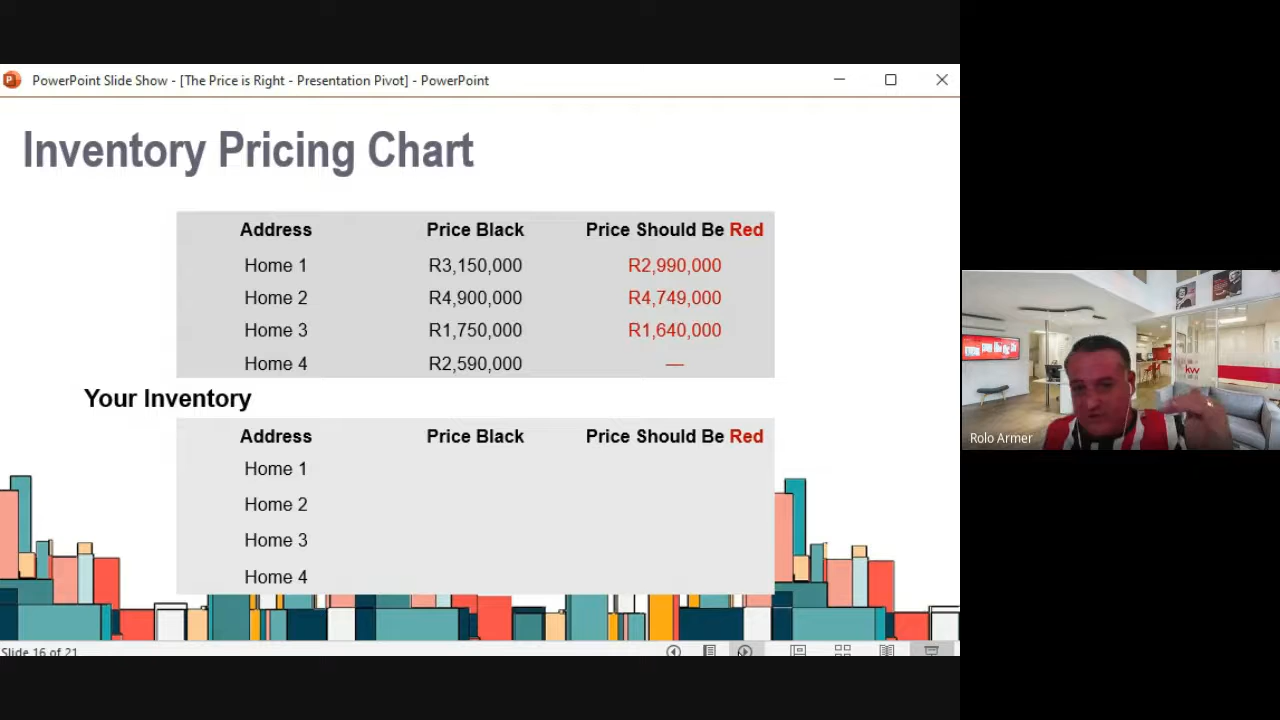 PowerPoint Slide Show - [The Price is Right - Presentation Pivot] - PowerPoint
Inventory Pricing Chart
Address Price Black Price Should Be Red
Home 1 R3,150,000 R2,990,000
Home 2 R4,900,000 R4,749,000
Home 3 R1,750,000 R1,640,000
Home 4 R2,590,000 —
Your Inventory
Address Price Black Price Should Be Red
Home 1
Home 2
Home 3
Home 4
Slide 16 of 21
kw
Rolo Armer